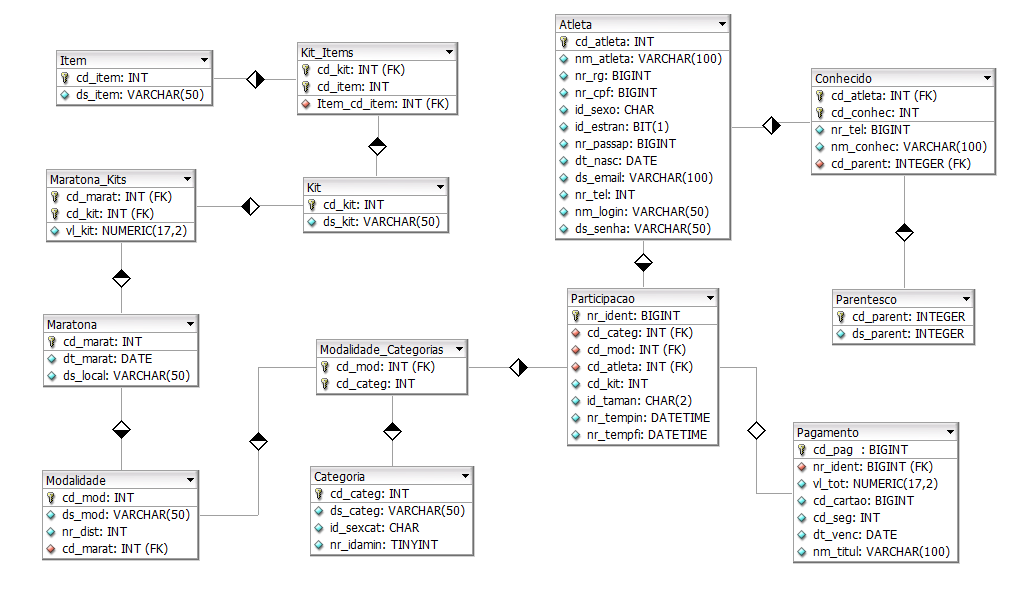 Item
cd_item: INT
ds_item: VARCHAR(50)
Kit_Items
cd_kit: INT (FK)
cd_item: INT
Item_cd_item: INT (FK)
Atleta
cd_atleta: INT
nm_atleta: VARCHAR(100)
nr_rg: BIGINT
nr_cpf: BIGINT
id_sexo: CHAR
id_estran: BIT(1)
nr_passap: BIGINT
dt_nasc: DATE
ds_email: VARCHAR(100)
nr_tel: INT
nm_login: VARCHAR(50)
ds_senha: VARCHAR(50)
Conhecido
cd_atleta: INT (FK)
cd_conhec: INT
nr_tel: BIGINT
nm_conhec: VARCHAR(100)
cd_parent: INTEGER (FK)
Maratona_Kits
cd_marat: INT (FK)
cd_kit: INT (FK)
vl_kit: NUMERIC(17,2)
Kit
cd_kit: INT
ds_kit: VARCHAR(50)
Participacao
nr_ident: BIGINT
cd_categ: INT (FK)
cd_mod: INT (FK)
cd_atleta: INT (FK)
cd_kit: INT
id_taman: CHAR(2)
nr_tempin: DATETIME
nr_tempfi: DATETIME
Parentesco
cd_parent: INTEGER
ds_parent: INTEGER
Maratona
cd_marat: INT
dt_marat: DATE
ds_local: VARCHAR(50)
Modalidade_Categorias
cd_mod: INT (FK)
cd_categ: INT
Pagamento
cd_pag  : BIGINT
nr_ident: BIGINT (FK)
vl_tot: NUMERIC(17,2)
cd_cartao: BIGINT
cd_seg: INT
dt_venc: DATE
nm_titul: VARCHAR(100)
Modalidade
cd_mod: INT
ds_mod: VARCHAR(50)
nr_dist: INT
cd_marat: INT (FK)
Categoria
cd_categ: INT
ds_categ: VARCHAR(50)
id_sexcat: CHAR
nr_idamin: TINYINT